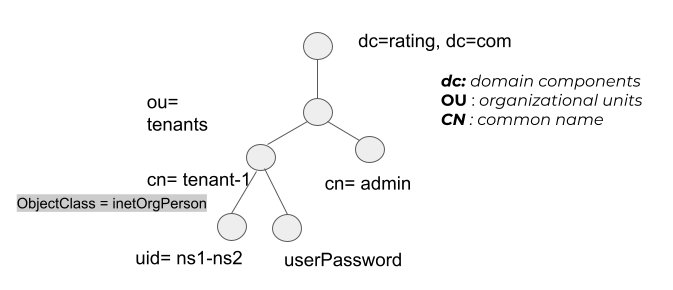 dc=rating, dc=com
dc: domain components
OU : organizational units
CN : common name
ou=
tenants
cn= tenant-1
cn= admin
ObjectClass = inetOrgPerson
uid= ns1-ns2
userPassword